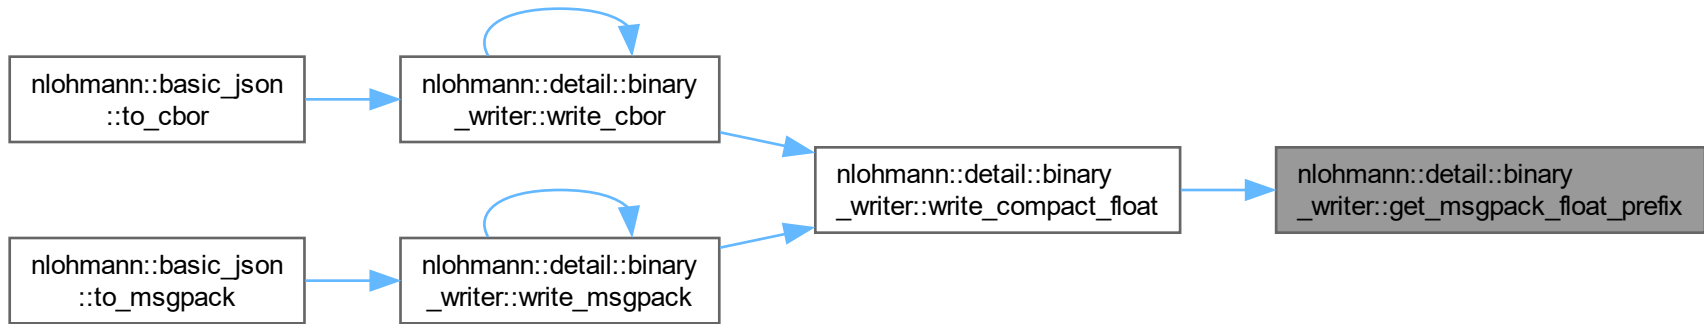 nlohmann::basic_json
::to_cbor
nlohmann::detail::binary
_writer::write_cbor
nlohmann::detail::binary
_writer::write_compact_float
nlohmann::detail::binary
_writer::get_msgpack_float_prefix
nlohmann::basic_json
::to_msgpack
nlohmann::detail::binary
_writer::write_msgpack